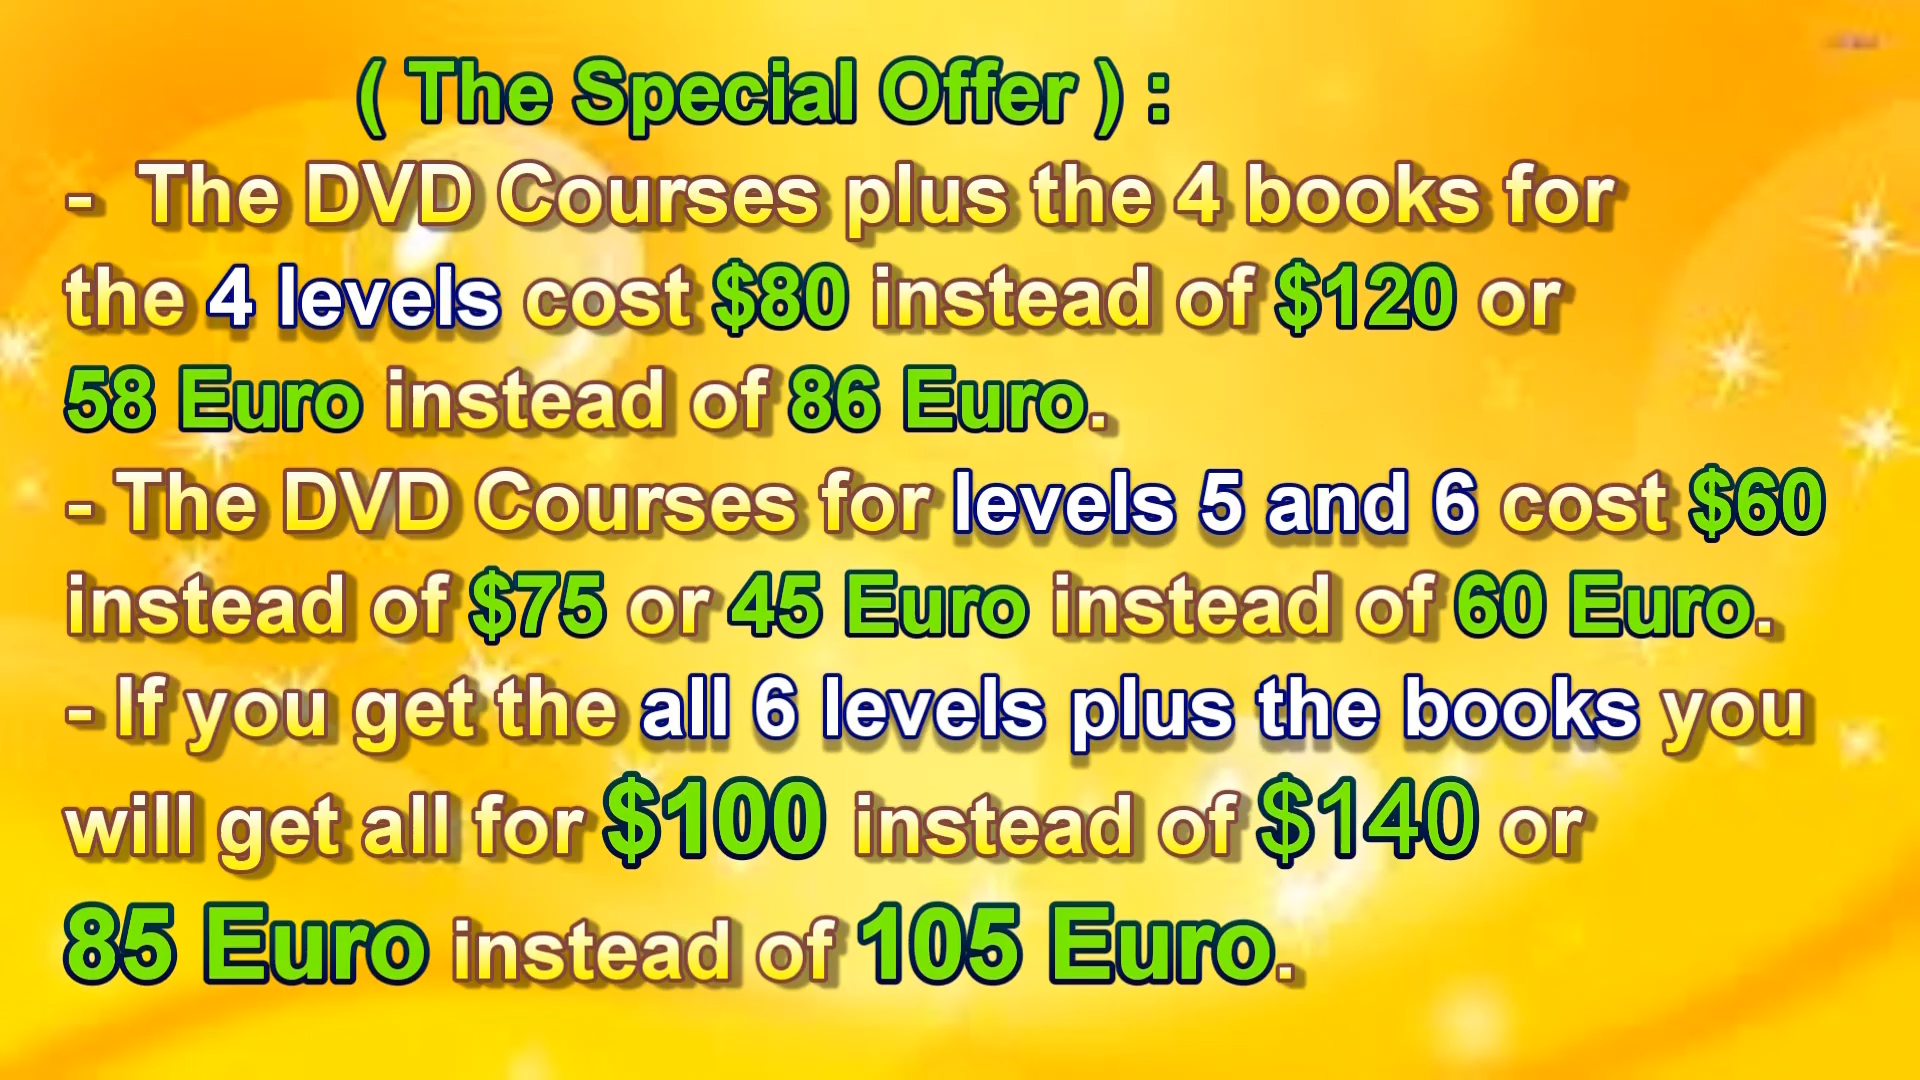 ( The Special Offer ) :
- The DVD Courses plus the 4 books for
the 4 levels cost $80 instead of $120 or
58 Euro instead of 86 Euro.
- The DVD Courses for levels 5 and 6 cost $60
instead of $75 or 45 Euro instead of 60 Euro.
- If you get the all 6 levels plus the books you
will get all for $100 instead of $140 or
85 Euro instead of 105 Euro.